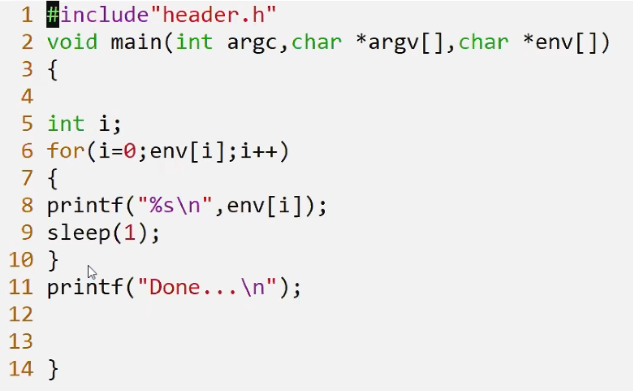 1 #include"header.h"
2 void main(int argc,char *argv[],char *env[])
3 {
4
5 int i;
6 for(i=0;env[i];i++)
7 {
8 printf("%s\n",env[i]);
9 sleep(1);
10 }
11 printf("Done...\n");
12
13
14 }